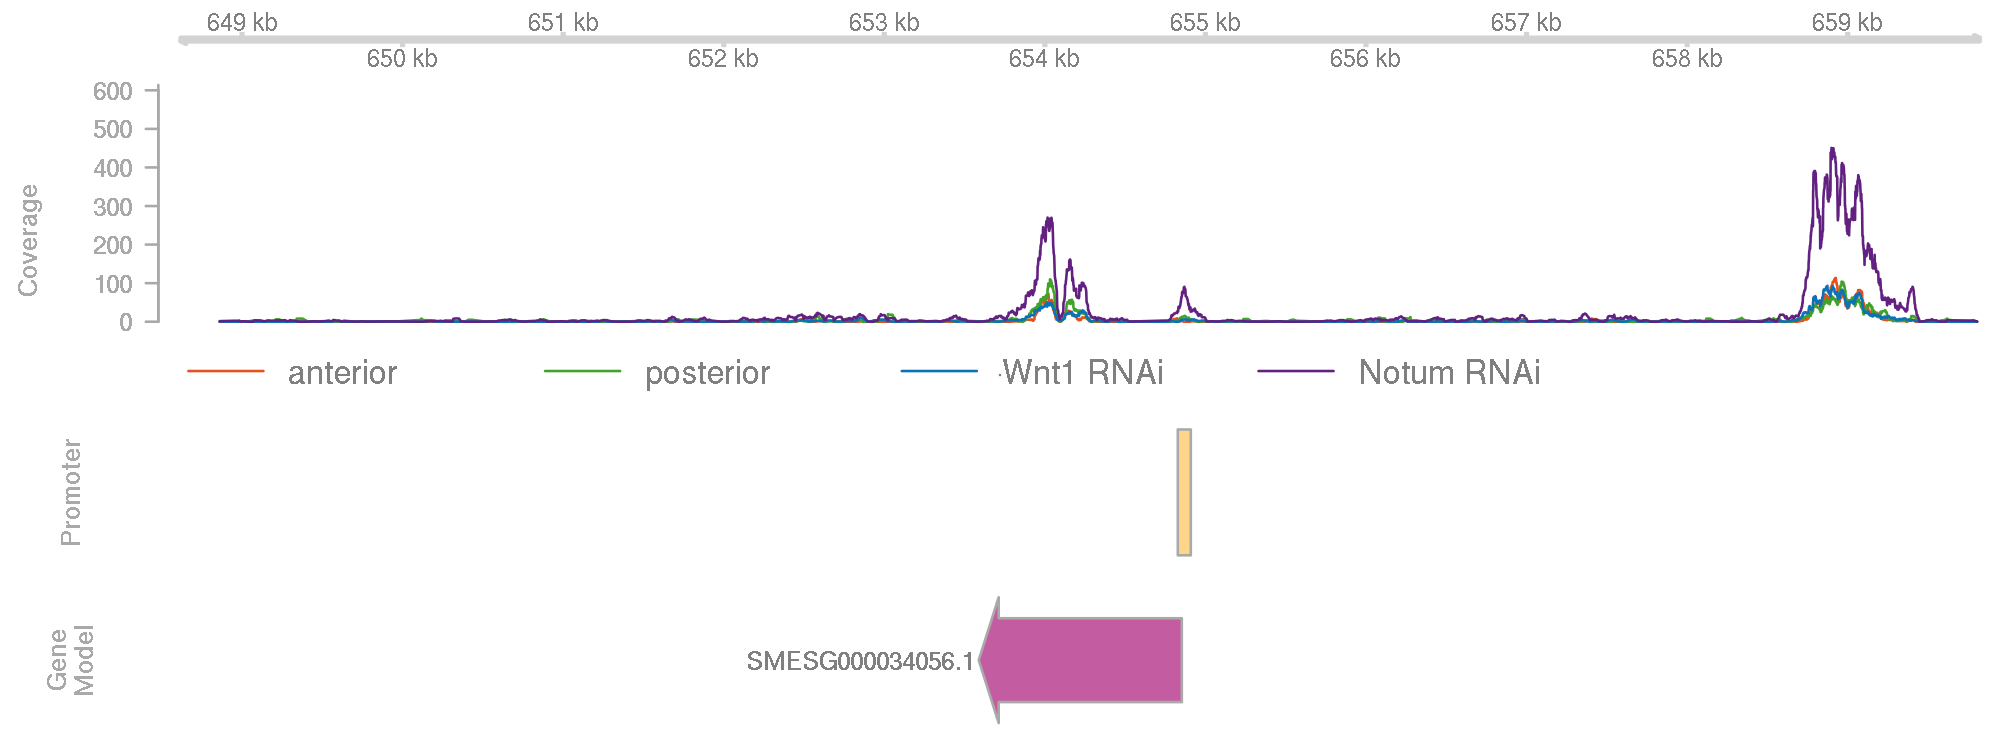 649 kb 651 kb 653 kb 655 kb 657 kb 659 kb
650 kb 652 kb 654 kb 656 kb 658 kb
600
500
400
300
200
100
0
Coverage
anterior posterior Wnt1 RNAi Notum RNAi
Promoter
Gene
Model
SMESG000034056.1